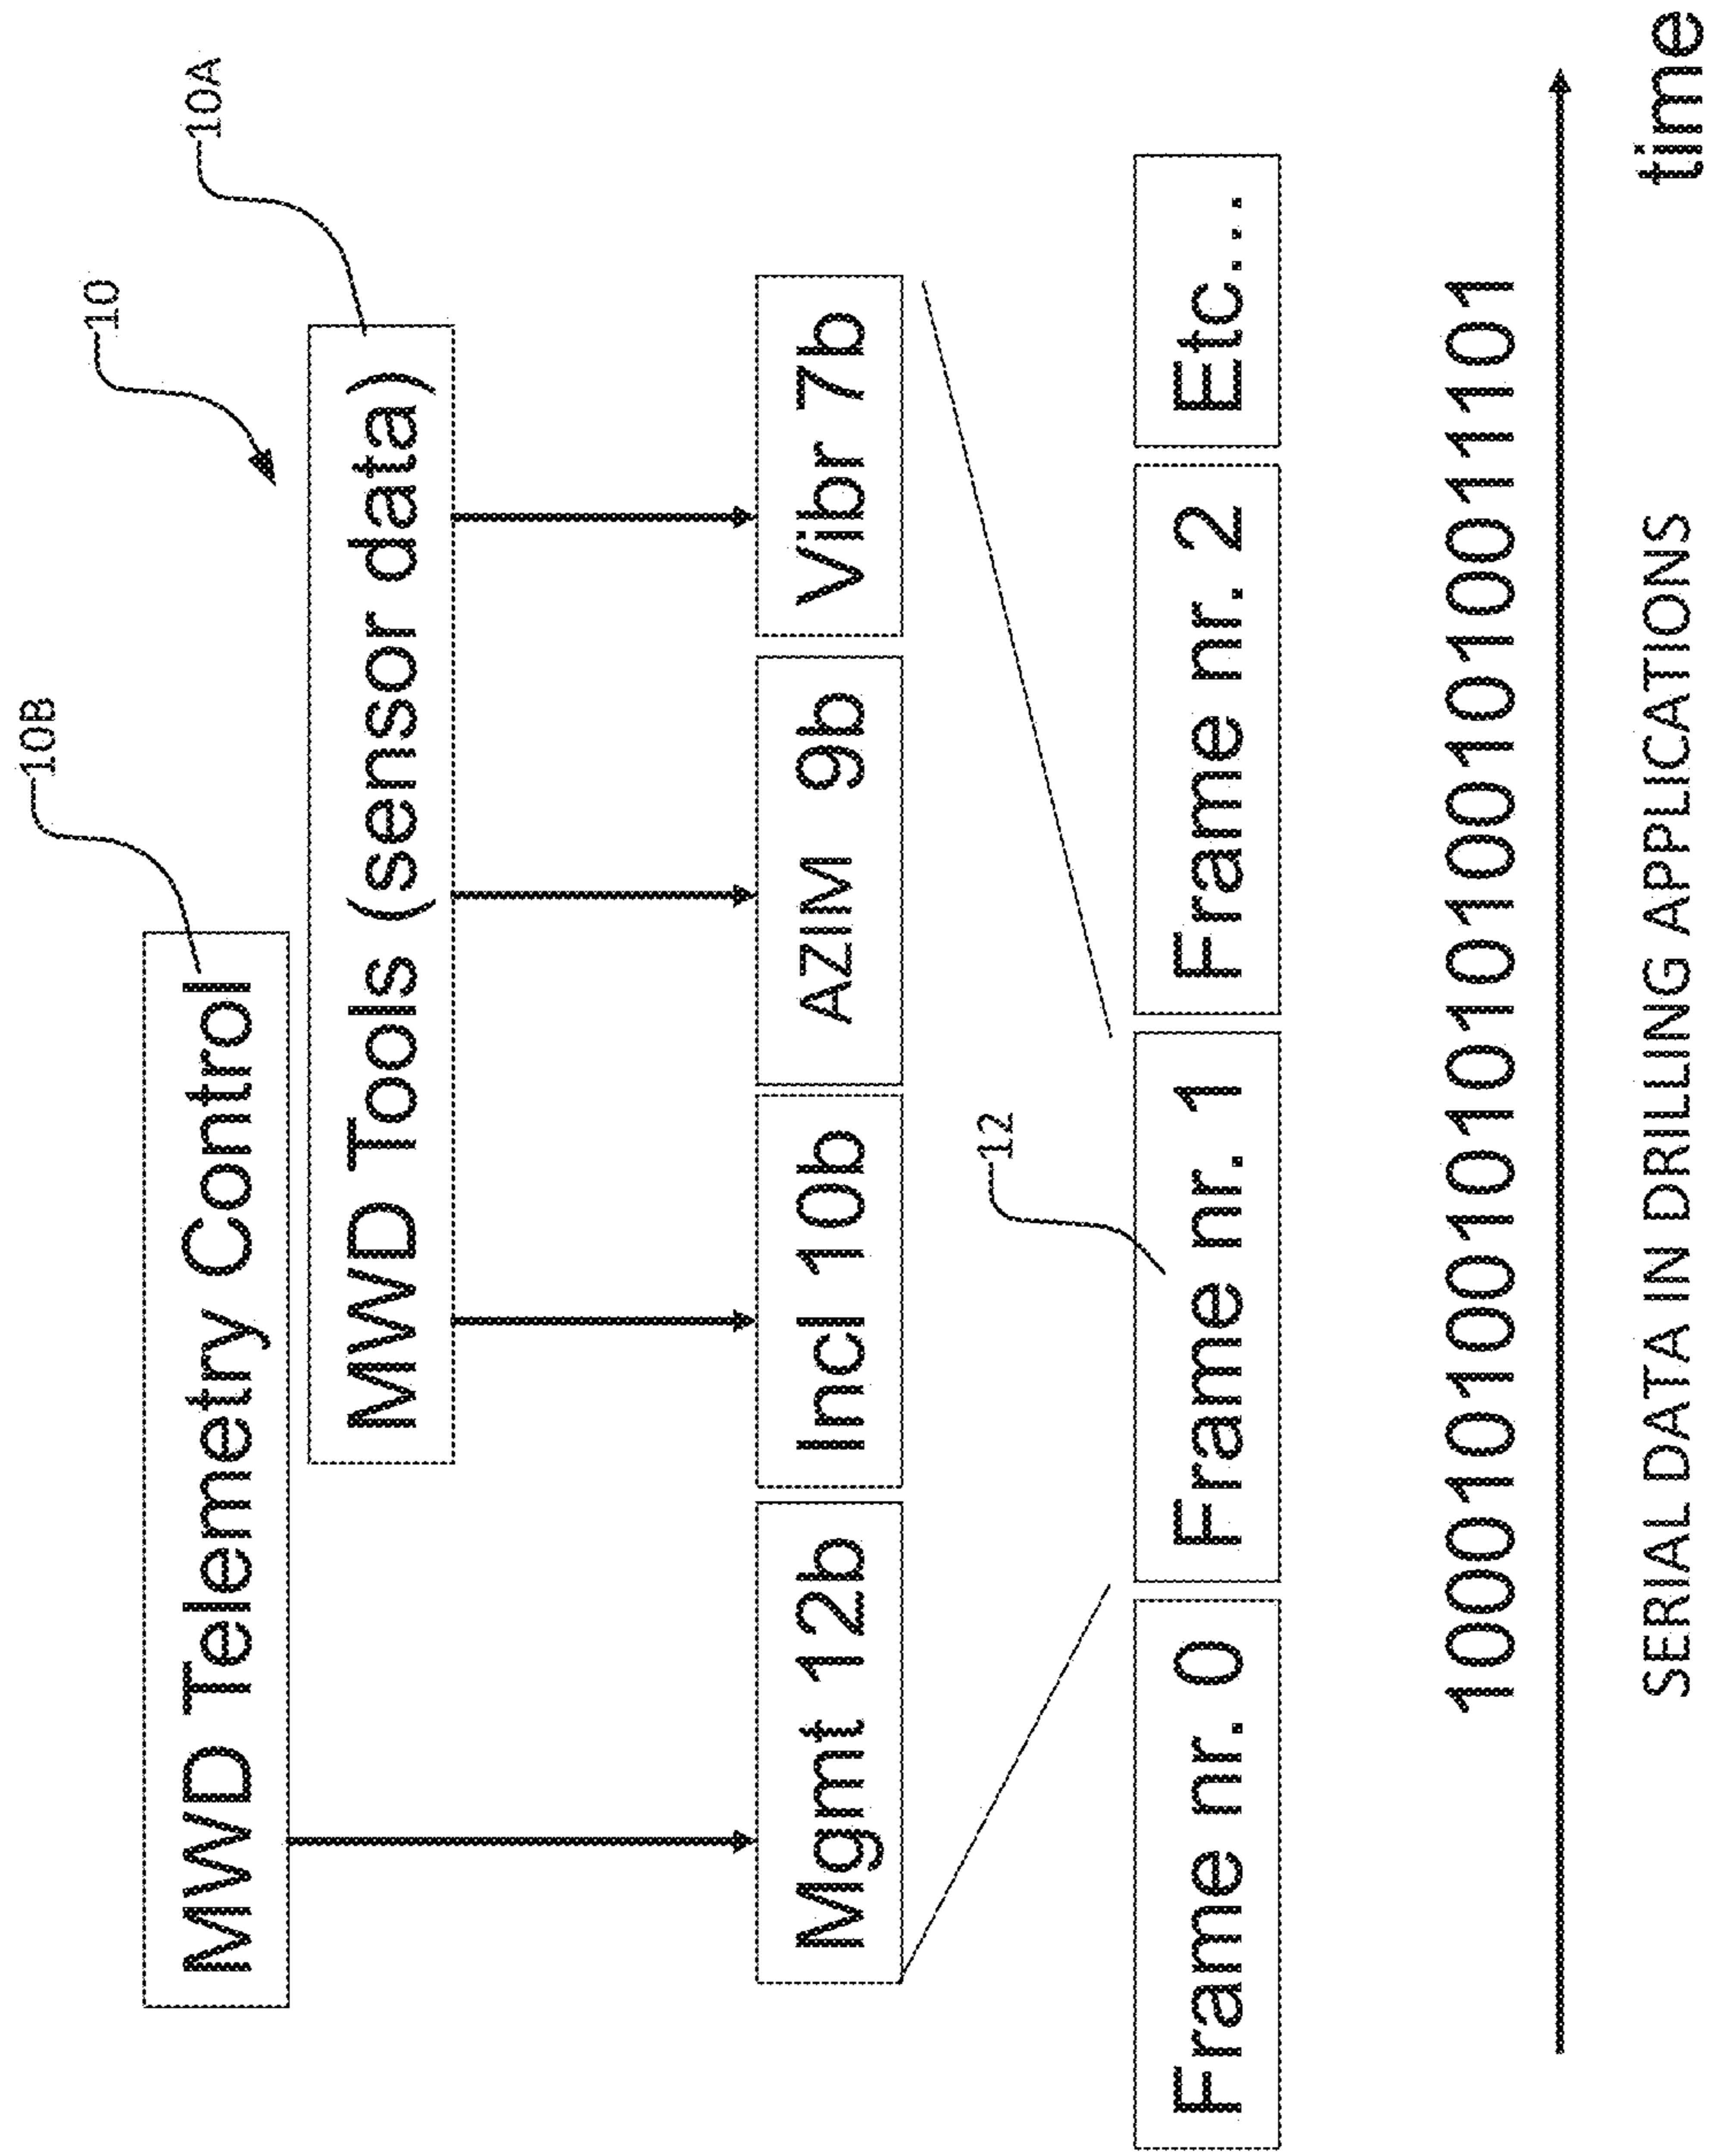 10B
10
10A
MWD Telemetry Control
MWD Tools (sensor data)
Mgmt 12b
Incl 10b
AZIM 9b
Vibr 7b
12
Frame nr. 0
Frame nr. 1
Frame nr. 2
Etc...
1000101001010101001010011101
SERIAL DATA IN DRILLING APPLICATIONS
time